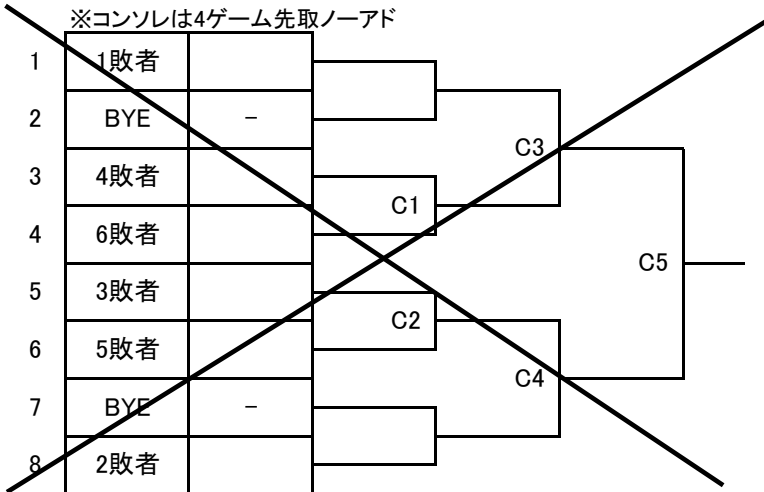 ※コンソレは4ゲーム先取ノーアド
1 1敗者
2 BYE －
C3
3 4敗者
C1
4 6敗者
C5
5 3敗者
C2
6 5敗者
C4
7 BYE －
8 2敗者